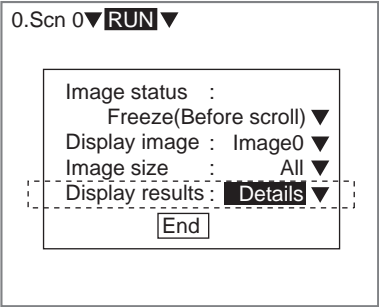 0.Scn 0▼ RUN ▼
Image status :
Freeze(Before scroll) ▼
Display image : Image0 ▼
Image size : All ▼
Display results : Details ▼
End